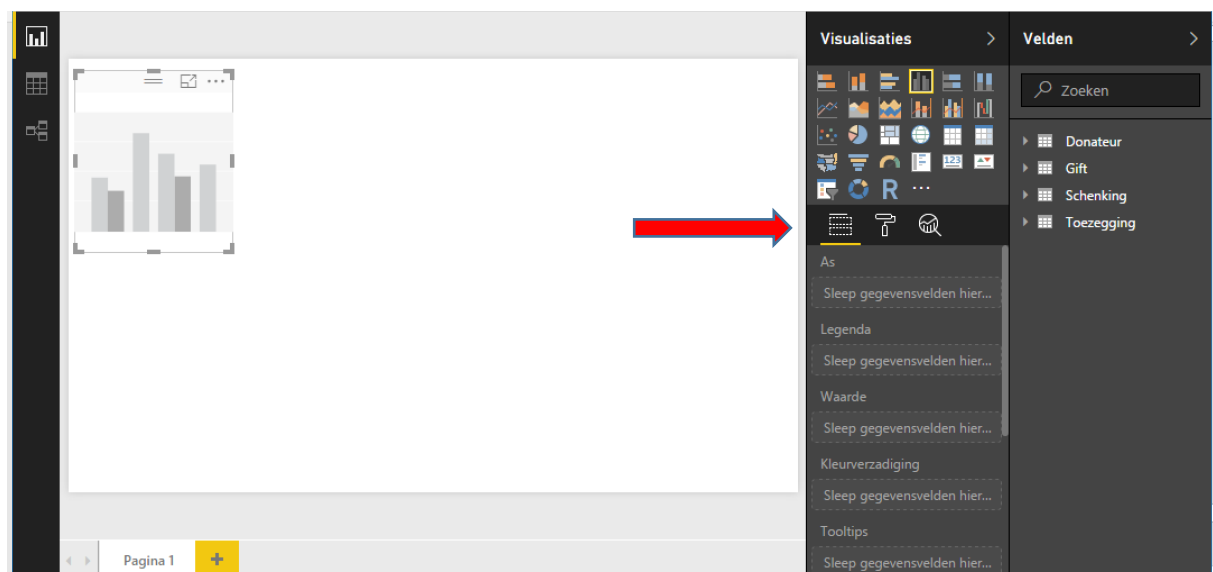 Visualisaties
Velden
Zoeken
Donateur
Gift
Schenking
Toezegging
123
R
As
Sleep gegevensvelden hier...
Legenda
Sleep gegevensvelden hier...
Waarde
Sleep gegevensvelden hier...
Kleurverzadiging
Sleep gegevensvelden hier...
Tooltips
Sleep gegevensvelden hier...
Pagina 1